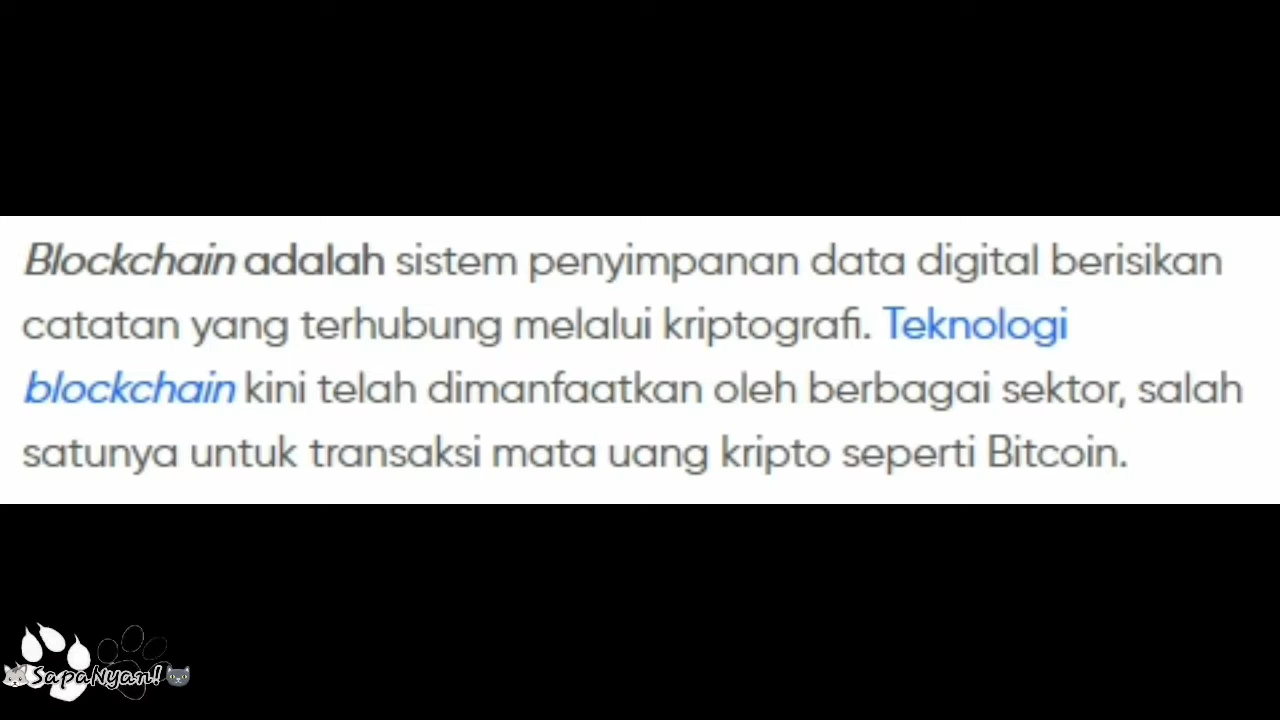 Blockchain adalah sistem penyimpanan data digital berisikan
catatan yang terhubung melalui kriptografi. Teknologi
blockchain kini telah dimanfaatkan oleh berbagai sektor, salah
satunya untuk transaksi mata uang kripto seperti Bitcoin.
SapaNyan!